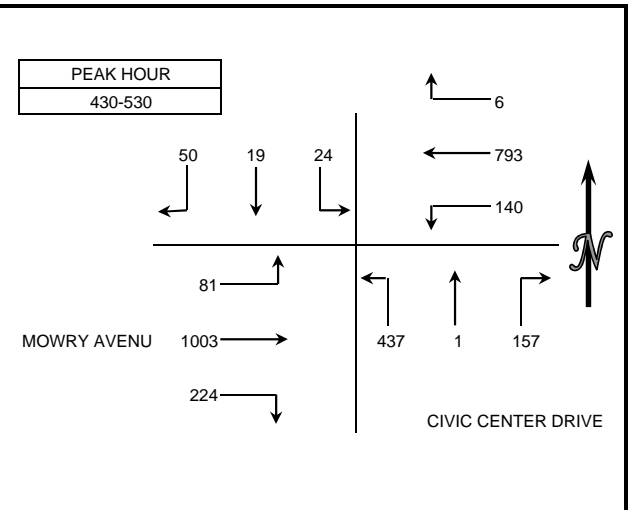 PEAK HOUR
430-530
6
50 19 24 793
140
N
81
MOWRY AVENU 1003 437 1 157
224
CIVIC CENTER DRIVE